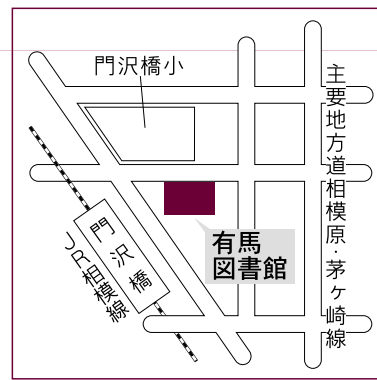 門沢橋小
主要地方道相模原・茅ヶ崎線
有馬
図書館
門沢橋
JR相模線